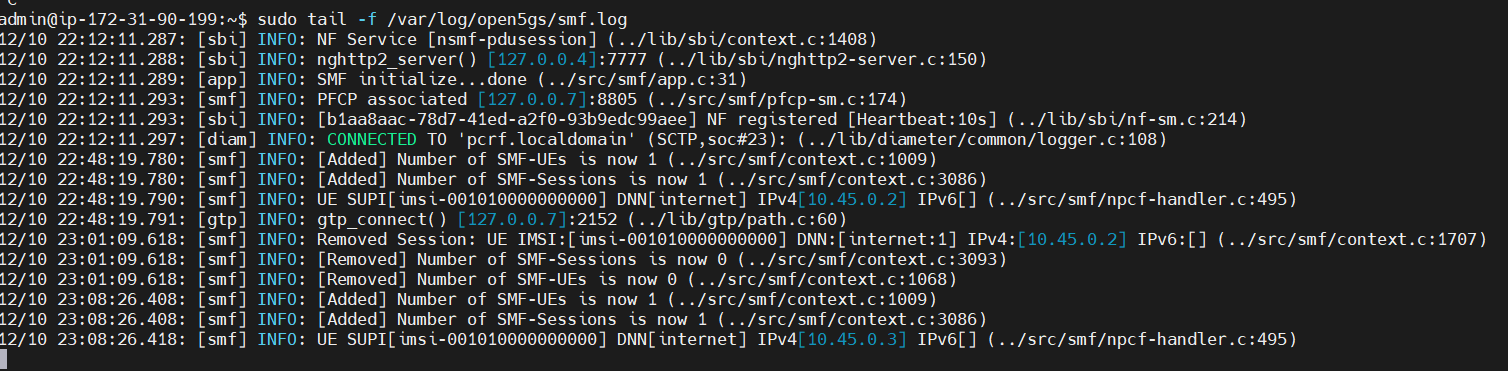 admin@ip-172-31-90-199:~$ sudo tail -f /var/log/open5gs/smf.log
12/10 22:12:11.287: [sbi] INFO: NF Service [nsmf-pdusession] (../lib/sbi/context.c:1408)
12/10 22:12:11.288: [sbi] INFO: nghttp2_server() [127.0.0.4]:7777 (../lib/sbi/nghttp2-server.c:150)
12/10 22:12:11.289: [app] INFO: SMF initialize...done (../src/smf/app.c:31)
12/10 22:12:11.293: [smf] INFO: PFCP associated [127.0.0.7]:8805 (../src/smf/pfcp-sm.c:174)
12/10 22:12:11.293: [sbi] INFO: [b1aa8aac-78d7-41ed-a2f0-93b9edc99aee] NF registered [Heartbeat:10s] (../lib/sbi/nf-sm.c:214)
12/10 22:12:11.297: [diam] INFO: CONNECTED TO 'pcrf.localdomain' (SCTP,soc#23): (../lib/diameter/common/logger.c:108)
12/10 22:48:19.780: [smf] INFO: [Added] Number of SMF-UEs is now 1 (../src/smf/context.c:1009)
12/10 22:48:19.780: [smf] INFO: [Added] Number of SMF-Sessions is now 1 (../src/smf/context.c:3086)
12/10 22:48:19.790: [smf] INFO: UE SUPI[imsi-001010000000000] DNN[internet] IPv4[10.45.0.2] IPv6[] (../src/smf/npcf-handler.c:495)
12/10 22:48:19.791: [gtp] INFO: gtp_connect() [127.0.0.7]:2152 (../lib/gtp/path.c:60)
12/10 23:01:09.618: [smf] INFO: Removed Session: UE IMSI:[imsi-001010000000000] DNN:[internet:1] IPv4:[10.45.0.2] IPv6:[] (../src/smf/context.c:1707)
12/10 23:01:09.618: [smf] INFO: [Removed] Number of SMF-Sessions is now 0 (../src/smf/context.c:3093)
12/10 23:01:09.618: [smf] INFO: [Removed] Number of SMF-UEs is now 0 (../src/smf/context.c:1068)
12/10 23:08:26.408: [smf] INFO: [Added] Number of SMF-UEs is now 1 (../src/smf/context.c:1009)
12/10 23:08:26.408: [smf] INFO: [Added] Number of SMF-Sessions is now 1 (../src/smf/context.c:3086)
12/10 23:08:26.418: [smf] INFO: UE SUPI[imsi-001010000000000] DNN[internet] IPv4[10.45.0.3] IPv6[] (../src/smf/npcf-handler.c:495)